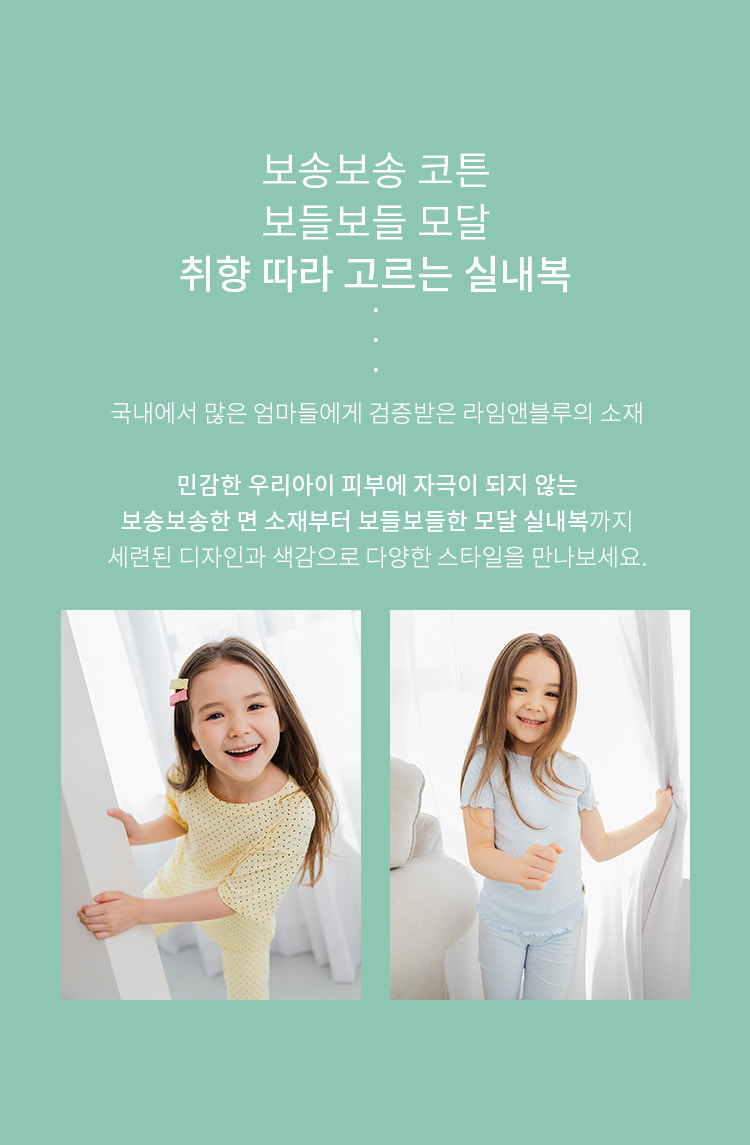 보송보송 코튼
보들보들 모달
취향 따라 고르는 실내복
국내에서 많은 엄마들에게 검증받은 라임앤블루의 소재
민감한 우리아이 피부에 자극이 되지 않는
보송보송한 면 소재부터 보들보들한 모달 실내복까지
세련된 디자인과 색감으로 다양한 스타일을 만나보세요.